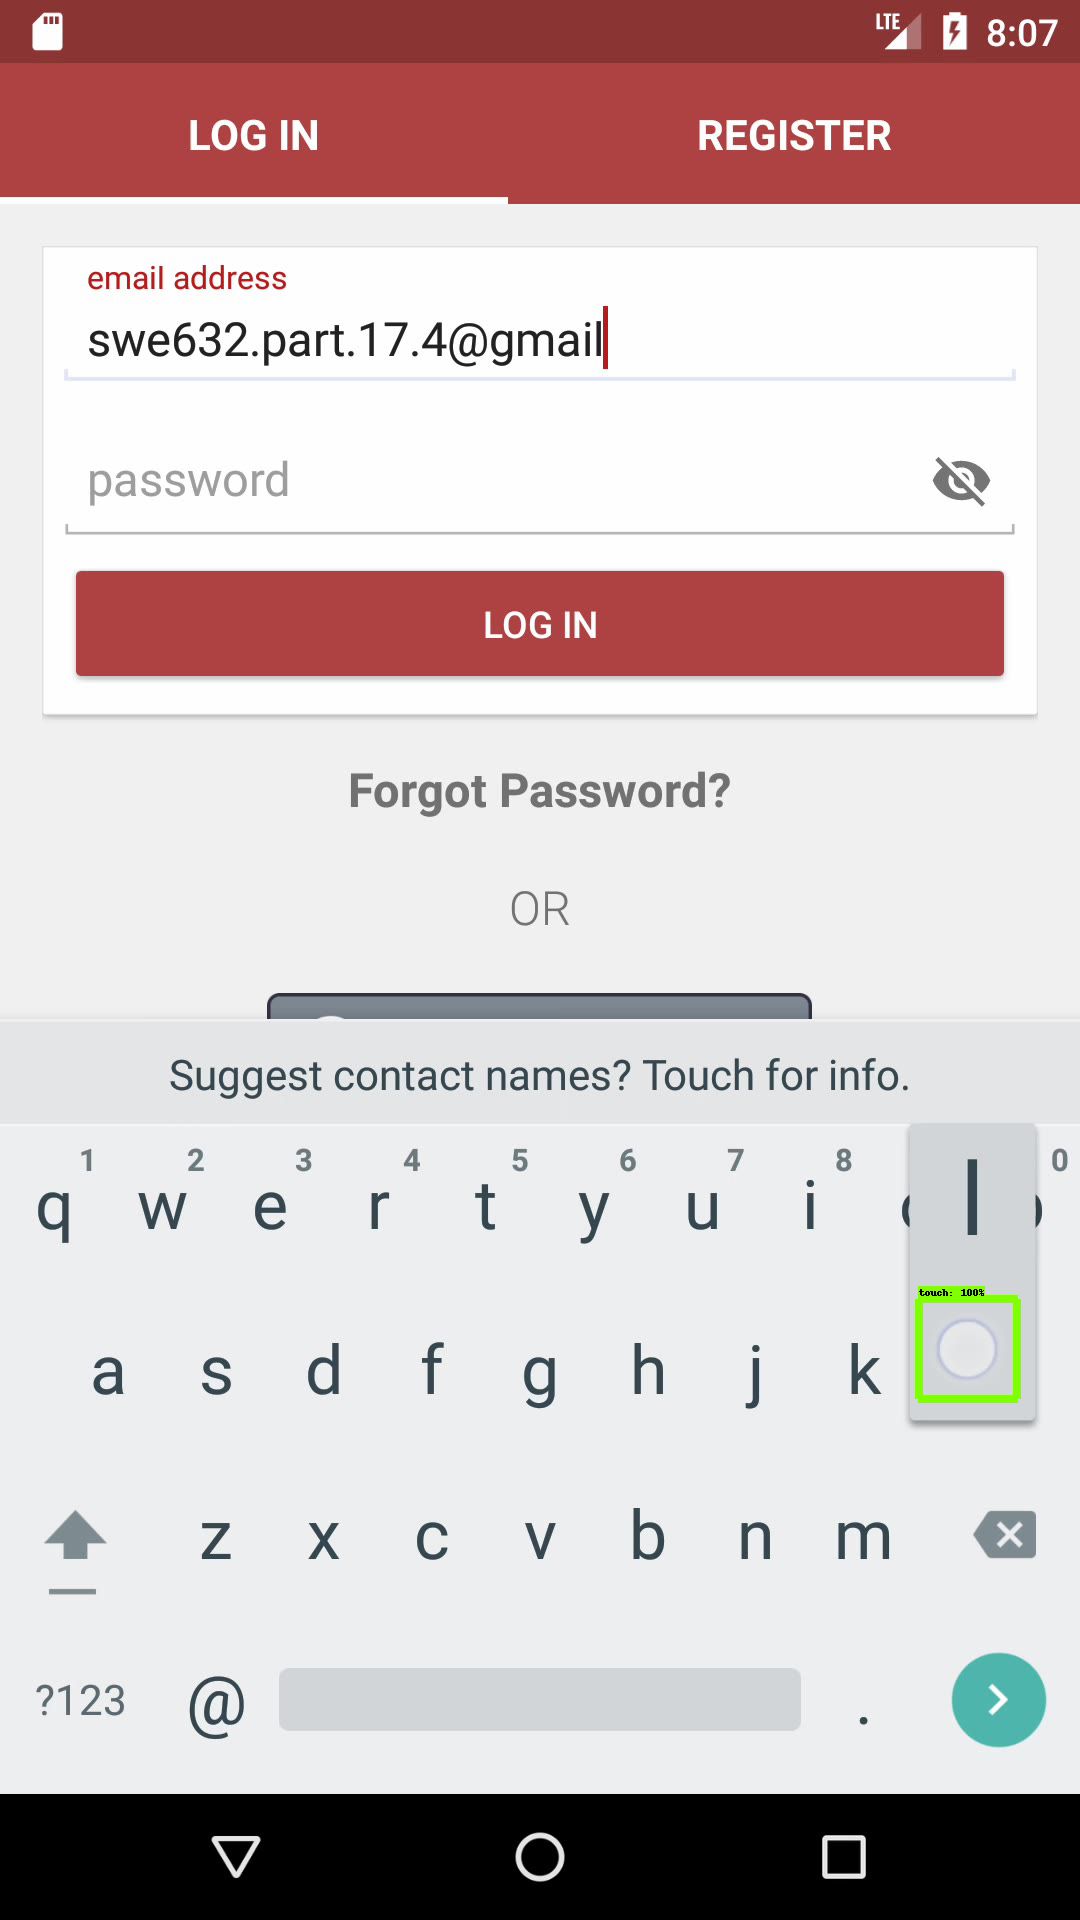 LTE 8:07
LOG IN REGISTER
email address
swe632.part.17.4@gmail
password
LOG IN
Forgot Password?
OR
Suggest contact names? Touch for info.
1 2 3 4 5 6 7 8 0
q w e r t y u i l
touch: 100%
a s d f g h j k
z x c v b n m
?123 @ .